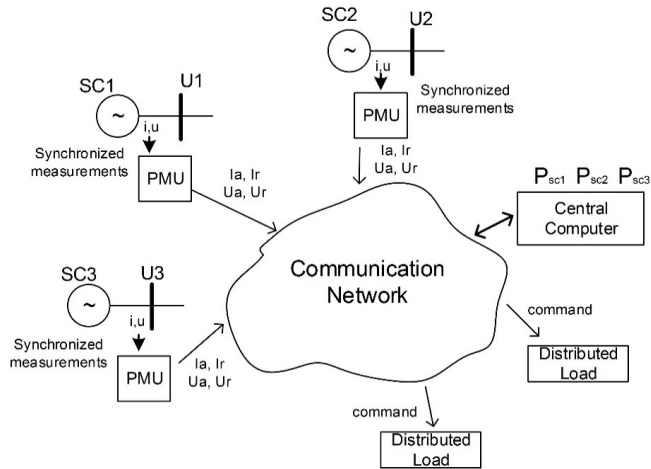 SC2
U2
~
i,u
Synchronized
measurements
PMU
Ia, Ir
Ua, Ur
SC1
U1
~
i,u
Synchronized
measurements
PMU
Ia, Ir
Ua, Ur
Psc1 Psc2 Psc3
Central
Computer
Communication
Network
SC3
U3
~
i,u
Synchronized
measurements
PMU
Ia, Ir
Ua, Ur
command
Distributed
Load
command
Distributed
Load